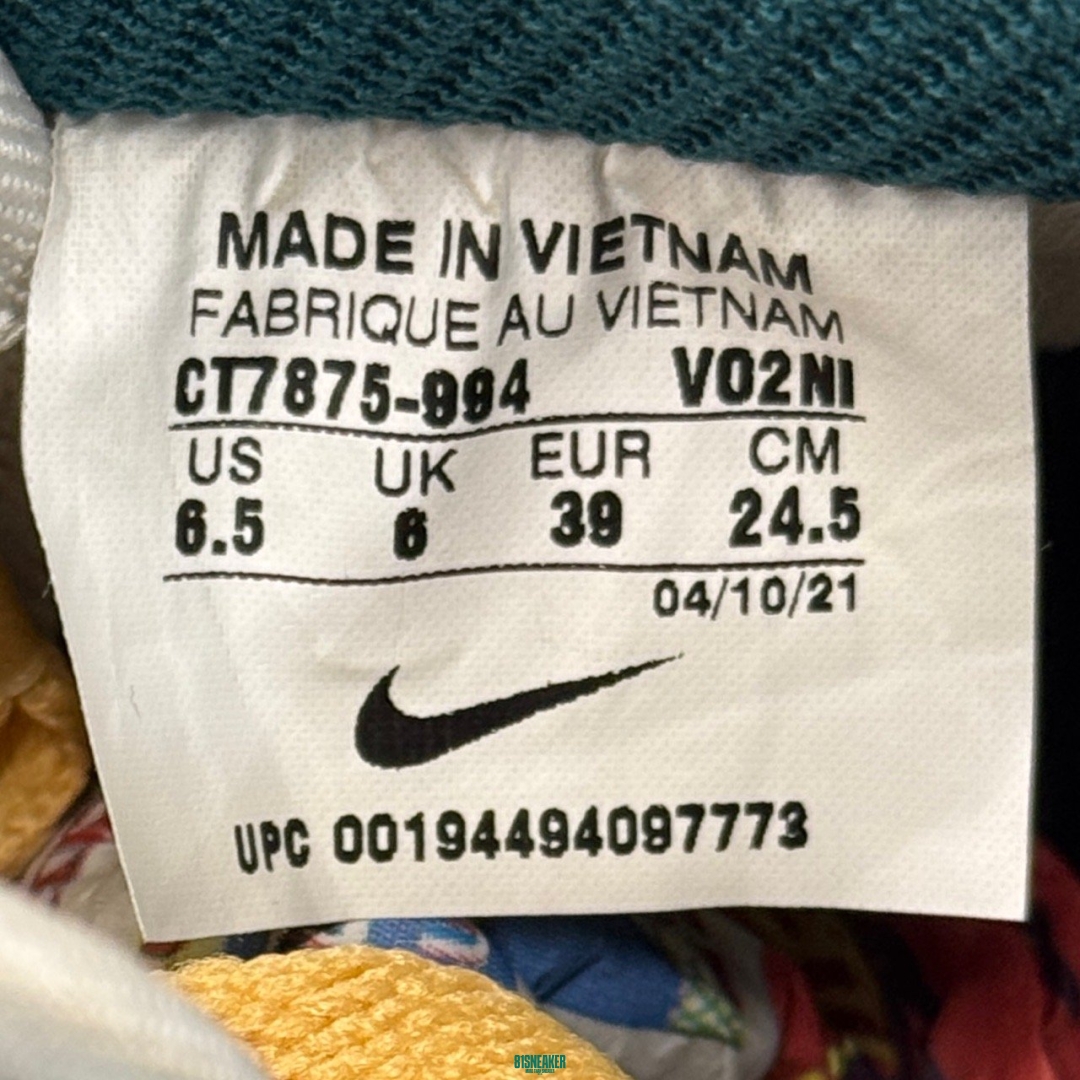 MADE IN VIETNAM
FABRIQUE AU VIETNAM
CT7875-994 VO2NI
US UK EUR CM
6.5 6 39 24.5
04/10/21
UPC 00194494097773
81SNEAKER